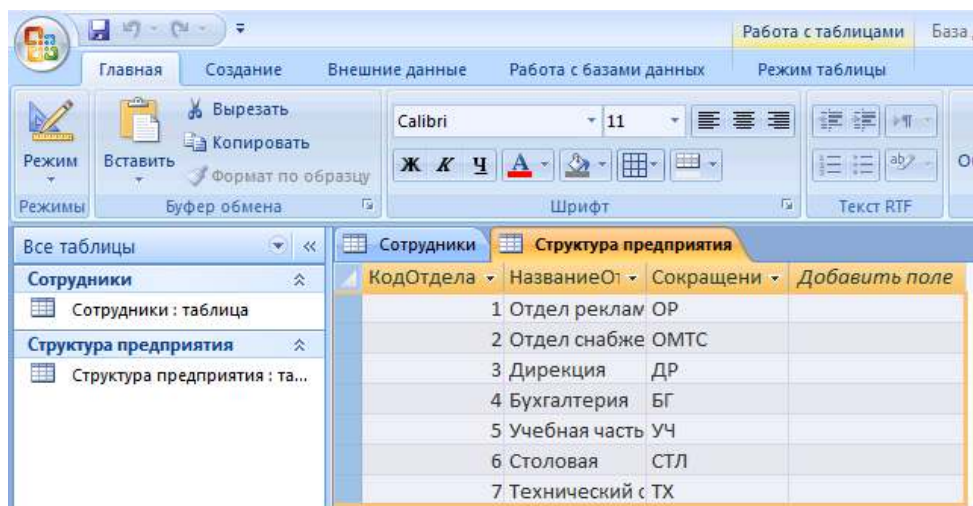 Работа с таблицами База
Главная Создание Внешние данные Работа с базами данных Режим таблицы
Режим
Вставить
Вырезать
Копировать
Формат по образцу
Calibri 11
Ж К Ч
Режимы Буфер обмена Шрифт Текст RTF
Все таблицы
Сотрудники
Сотрудники : таблица
Структура предприятия
Структура предприятия : та...
Сотрудники Структура предприятия
КодОтдела НазваниеОт Сокращени Добавить поле
1 Отдел реклам ОР
2 Отдел снабже ОМТС
3 Дирекция ДР
4 Бухгалтерия БГ
5 Учебная часть УЧ
6 Столовая СТЛ
7 Технический с ТХ